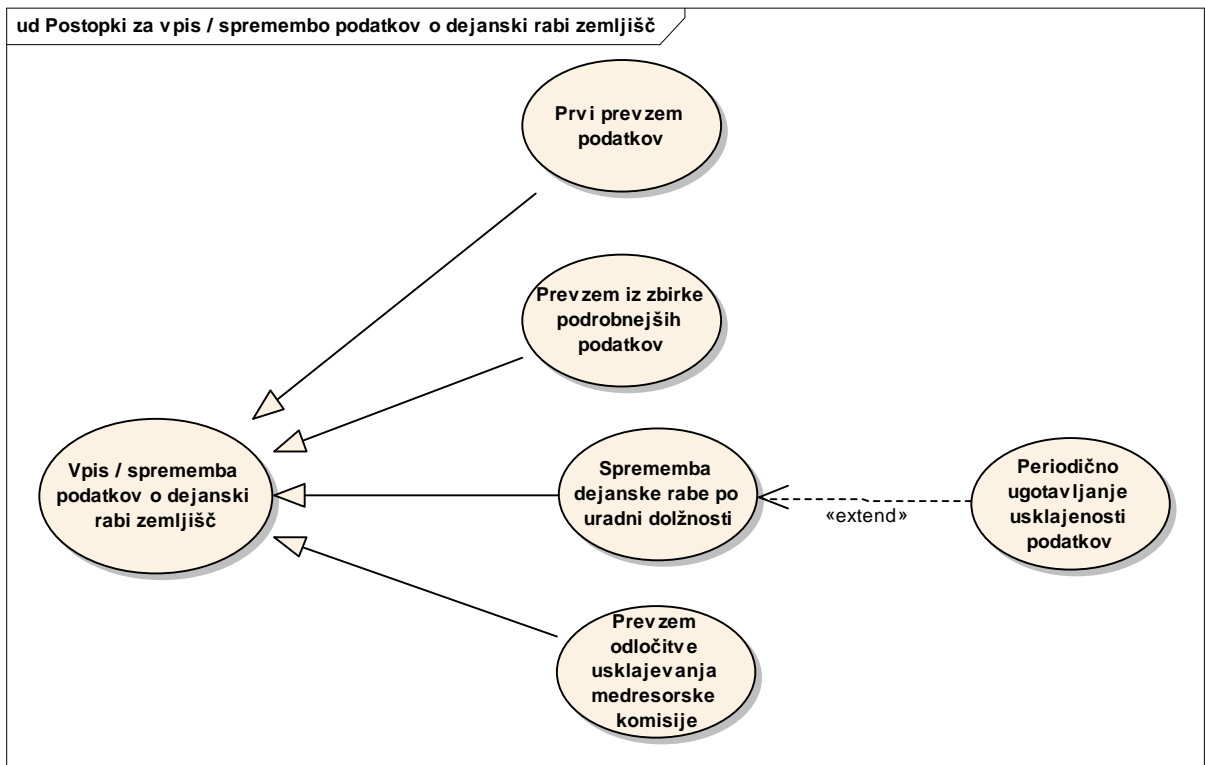 ud Postopki za vpis / spremembo podatkov o dejanski rabi zemljišč
Prvi prevzem
podatkov
Prevzem iz zbirke
podrobnejših
podatkov
Vpis / sprememba
podatkov o dejanski
rabi zemljišč
Sprememba
dejanske rabe po
uradni dolžnosti
«extend»
Periodično
ugotavljanje
usklajenosti
podatkov
Prevzem
odločitve
usklajevanja
medresorske
komisije